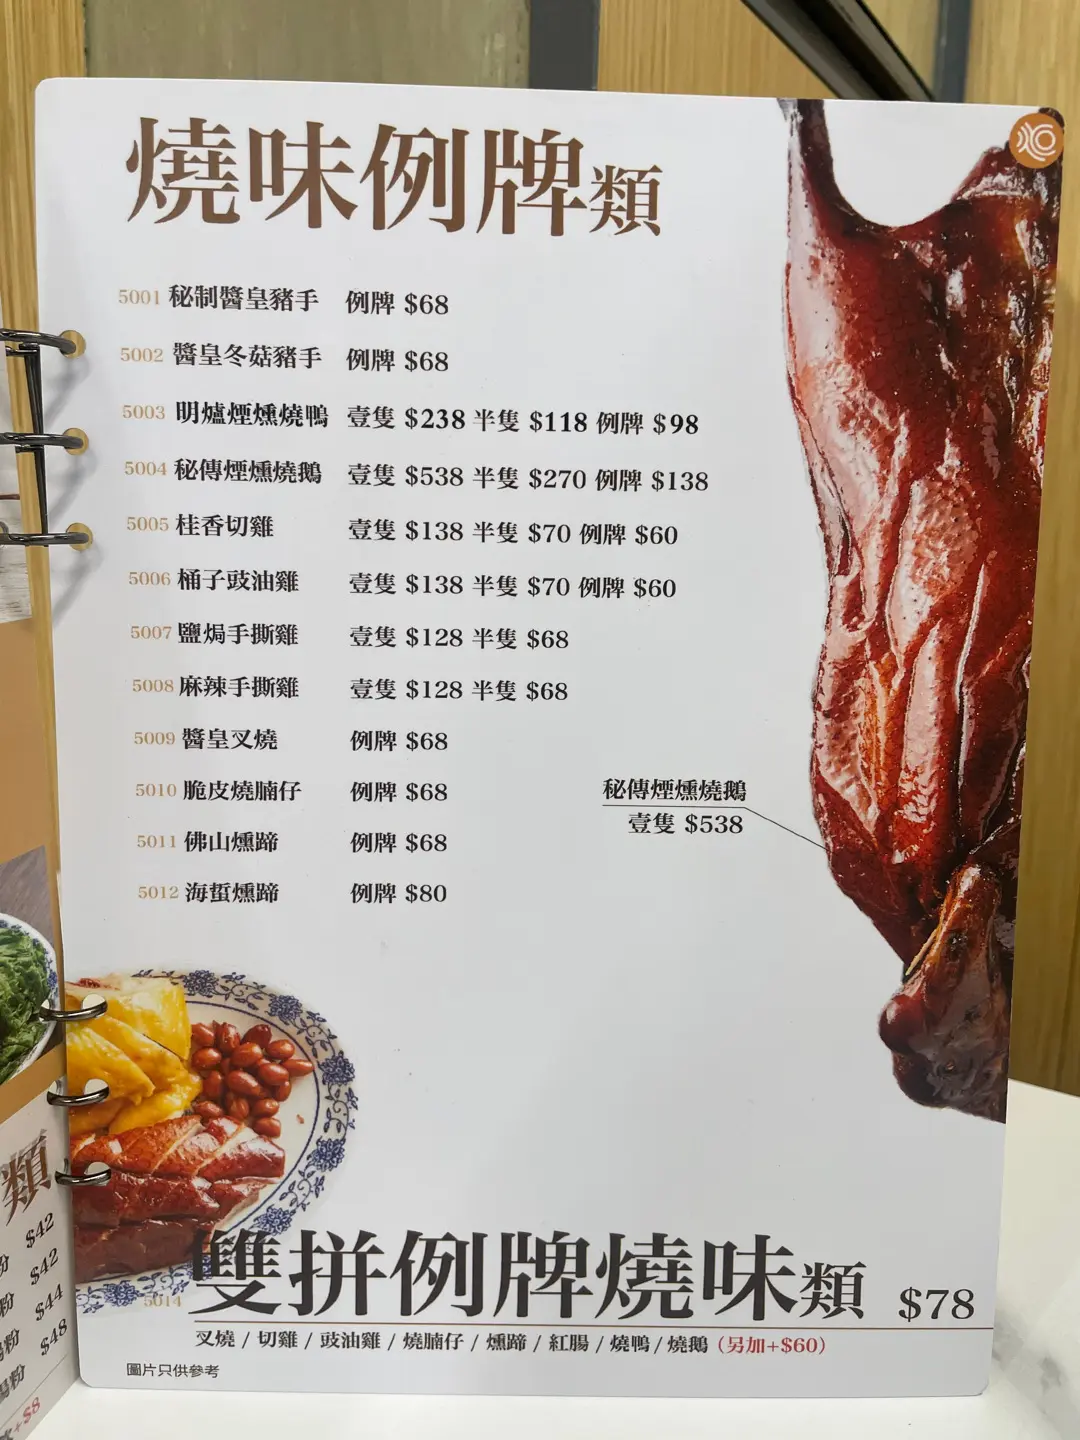 燒味例牌類
5001 秘制醬皇豬手 例牌 $68
5002 醬皇冬菇豬手 例牌 $68
5003 明爐煙燻燒鴨 壹隻 $238 半隻 $118 例牌 $98
5004 秘傳煙燻燒鵝 壹隻 $538 半隻 $270 例牌 $138
5005 桂香切雞 壹隻 $138 半隻 $70 例牌 $60
5006 桶子豉油雞 壹隻 $138 半隻 $70 例牌 $60
5007 鹽焗手撕雞 壹隻 $128 半隻 $68
5008 麻辣手撕雞 壹隻 $128 半隻 $68
5009 醬皇叉燒 例牌 $68
5010 脆皮燒腩仔 例牌 $68
5011 佛山燻蹄 例牌 $68
5012 海蜇燻蹄 例牌 $80
秘傳煙燻燒鵝
壹隻 $538
5014 雙拼例牌燒味類 $78
叉燒 / 切雞 / 豉油雞 / 燒腩仔 / 燻蹄 / 紅腸 / 燒鴨 / 燒鵝 (另加+$60)
圖片只供參考
類
$42
粉 $42
粉 $44
粉 $48
粉
+$8